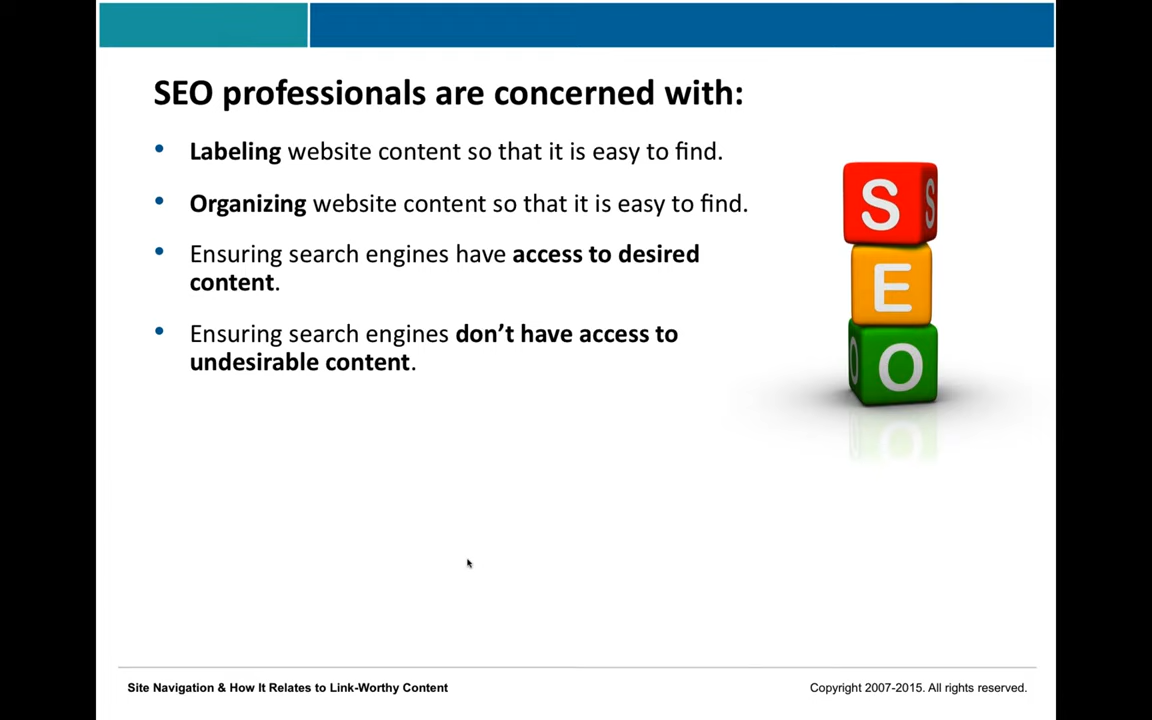 SEO professionals are concerned with:
• Labeling website content so that it is easy to find.
• Organizing website content so that it is easy to find.
• Ensuring search engines have access to desired
content.
• Ensuring search engines don’t have access to
undesirable content.
S S
E
O O
Site Navigation & How It Relates to Link-Worthy Content
Copyright 2007-2015. All rights reserved.